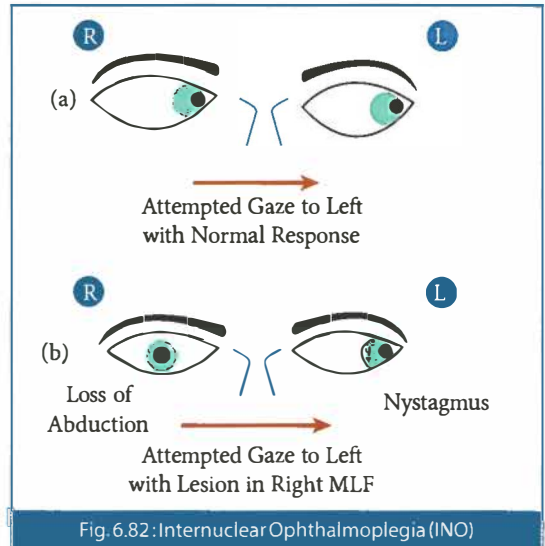 R L
(a)
Attempted Gaze to Left
with Normal Response
R L
(b)
Loss of
Abduction
Nystagmus
Attempted Gaze to Left
with Lesion in Right MLF
Fig. 6.82: Internuclear Ophthalmoplegia (INO)